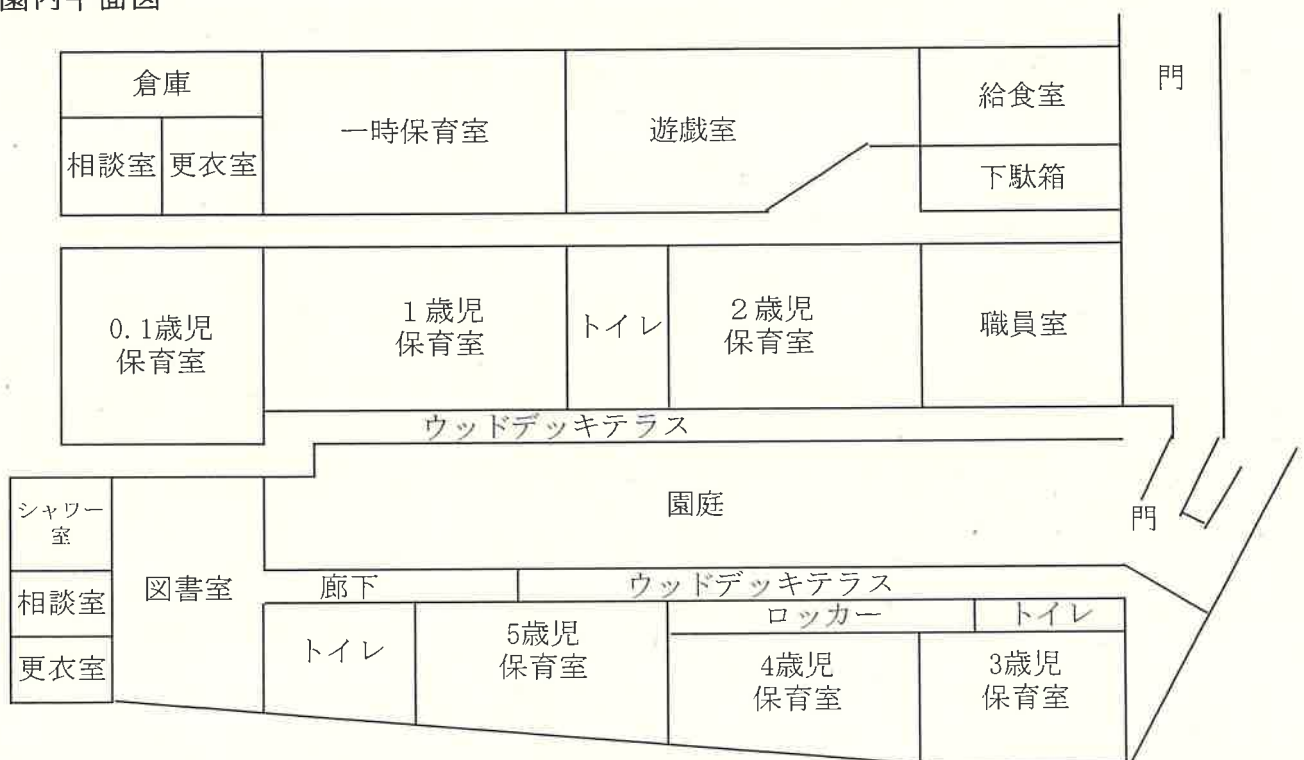 園内平面図
倉庫
一時保育室
遊戯室
給食室
門
相談室
更衣室
下駄箱
0.1歳児
保育室
1歳児
保育室
トイレ
2歳児
保育室
職員室
ウッドデッキテラス
シャワー
室
園庭
門
相談室
図書室
廊下
ウッドデッキテラス
更衣室
トイレ
5歳児
保育室
ロッカー
トイレ
4歳児
保育室
3歳児
保育室